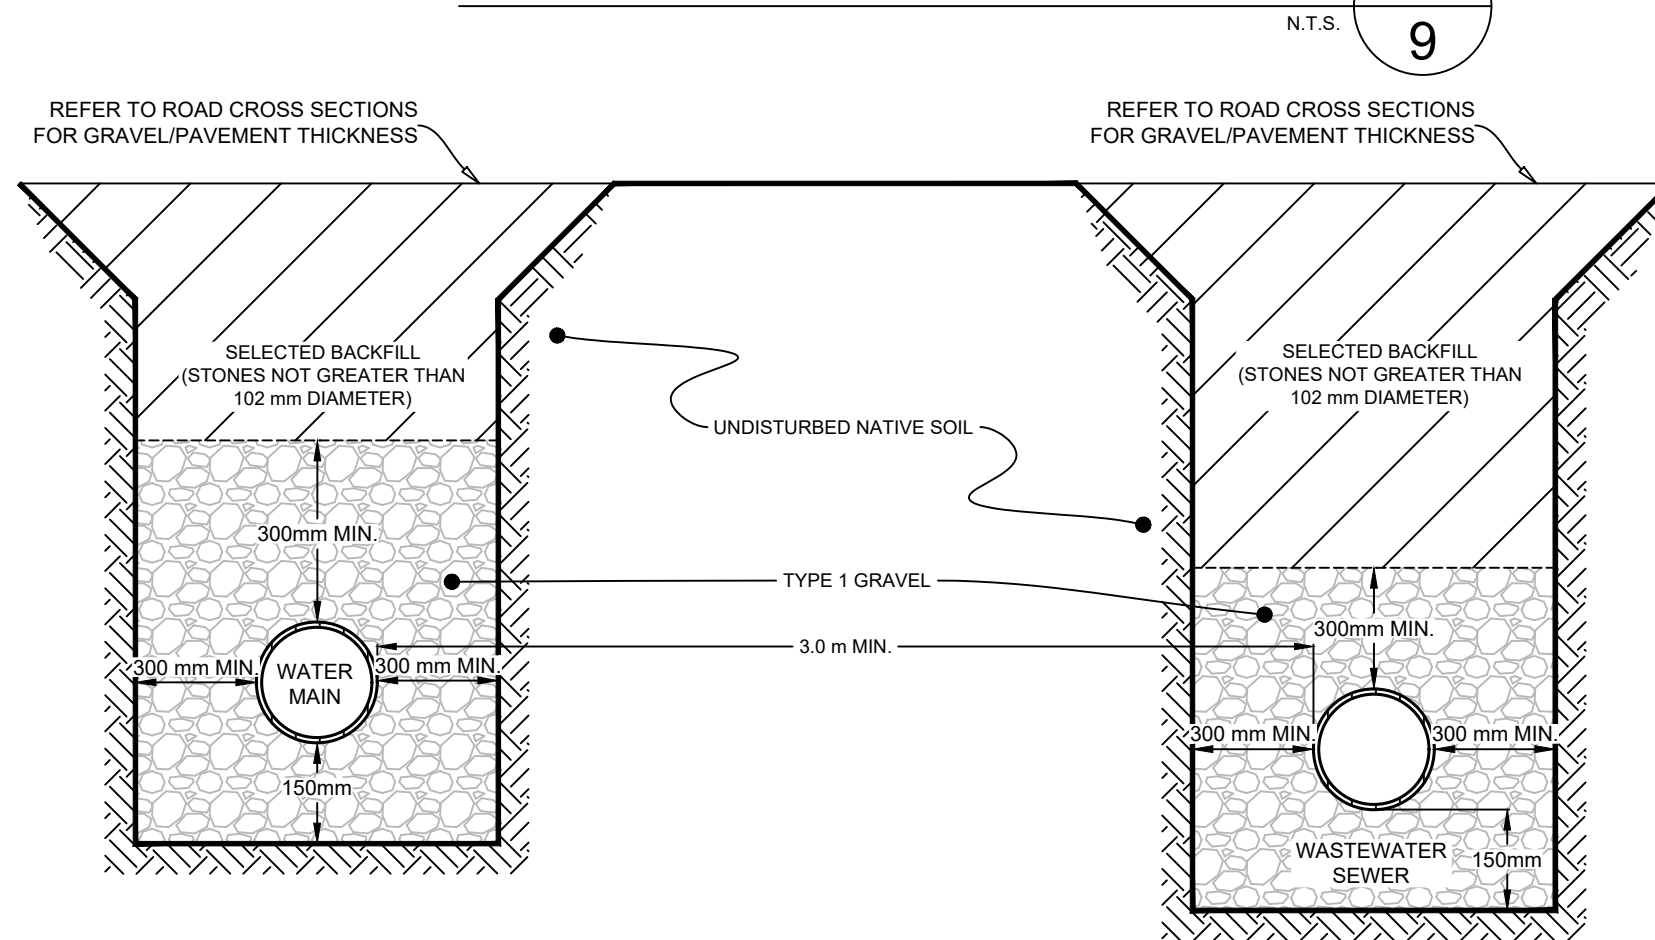 N.T.S.
9
REFER TO ROAD CROSS SECTIONS
FOR GRAVEL/PAVEMENT THICKNESS
REFER TO ROAD CROSS SECTIONS
FOR GRAVEL/PAVEMENT THICKNESS
SELECTED BACKFILL
(STONES NOT GREATER THAN
102 mm DIAMETER)
SELECTED BACKFILL
(STONES NOT GREATER THAN
102 mm DIAMETER)
UNDISTURBED NATIVE SOIL
300mm MIN.
TYPE 1 GRAVEL
300mm MIN.
3.0 m MIN.
300 mm MIN.
WATER
MAIN
300 mm MIN.
300 mm MIN.
300 mm MIN.
150mm
WASTEWATER
SEWER
150mm